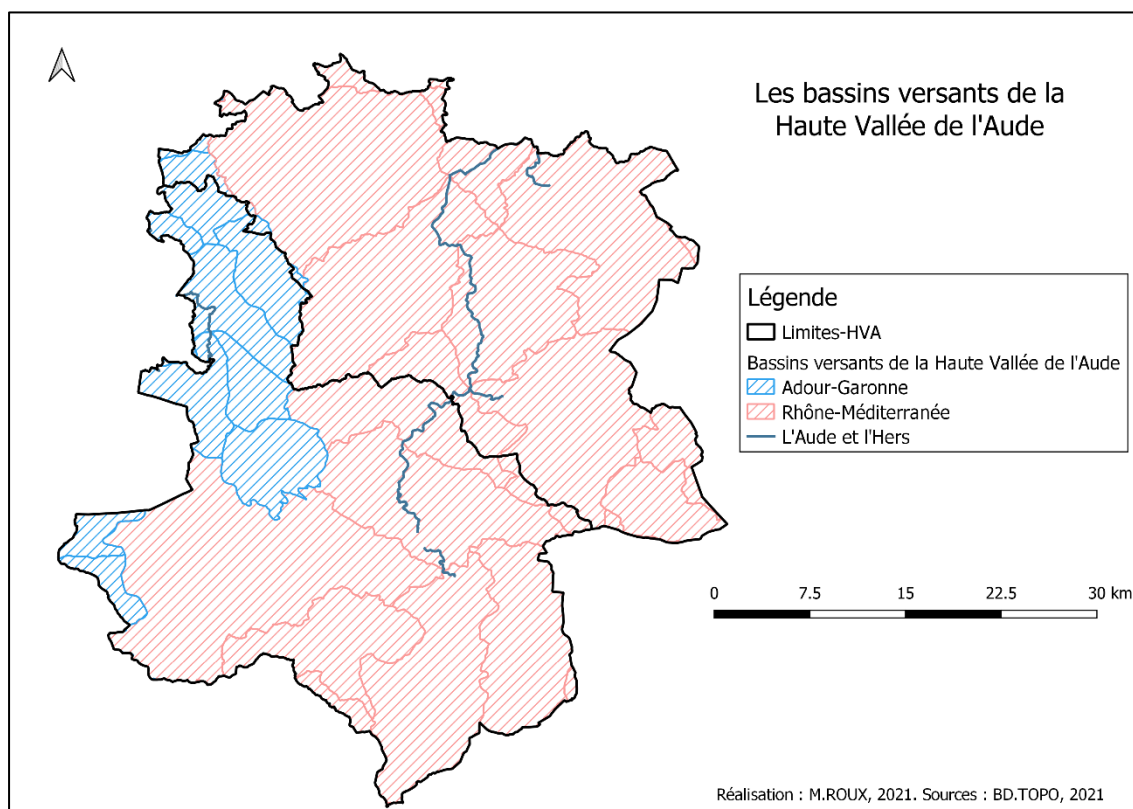 Les bassins versants de la
Haute Vallée de l'Aude
Légende
Limites-HVA
Bassins versants de la Haute Vallée de l'Aude
Adour-Garonne
Rhône-Méditerranée
L'Aude et l'Hers
0 7.5 15 22.5 30 km
Réalisation : M.ROUX, 2021. Sources : BD.TOPO, 2021